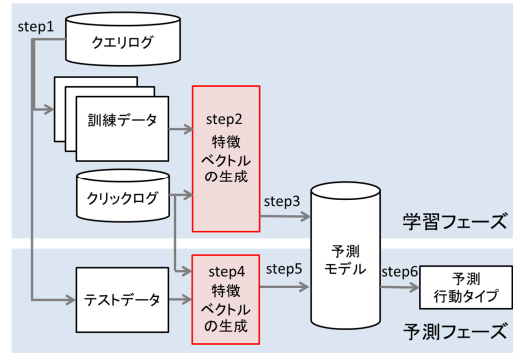 step1
クエリログ
訓練データ
step2
特徴
ベクトル
の生成
クリックログ
step3
学習フェーズ
予測
モデル
テストデータ
step4
特徴
ベクトル
の生成
step5
step6
予測
行動タイプ
予測フェーズ